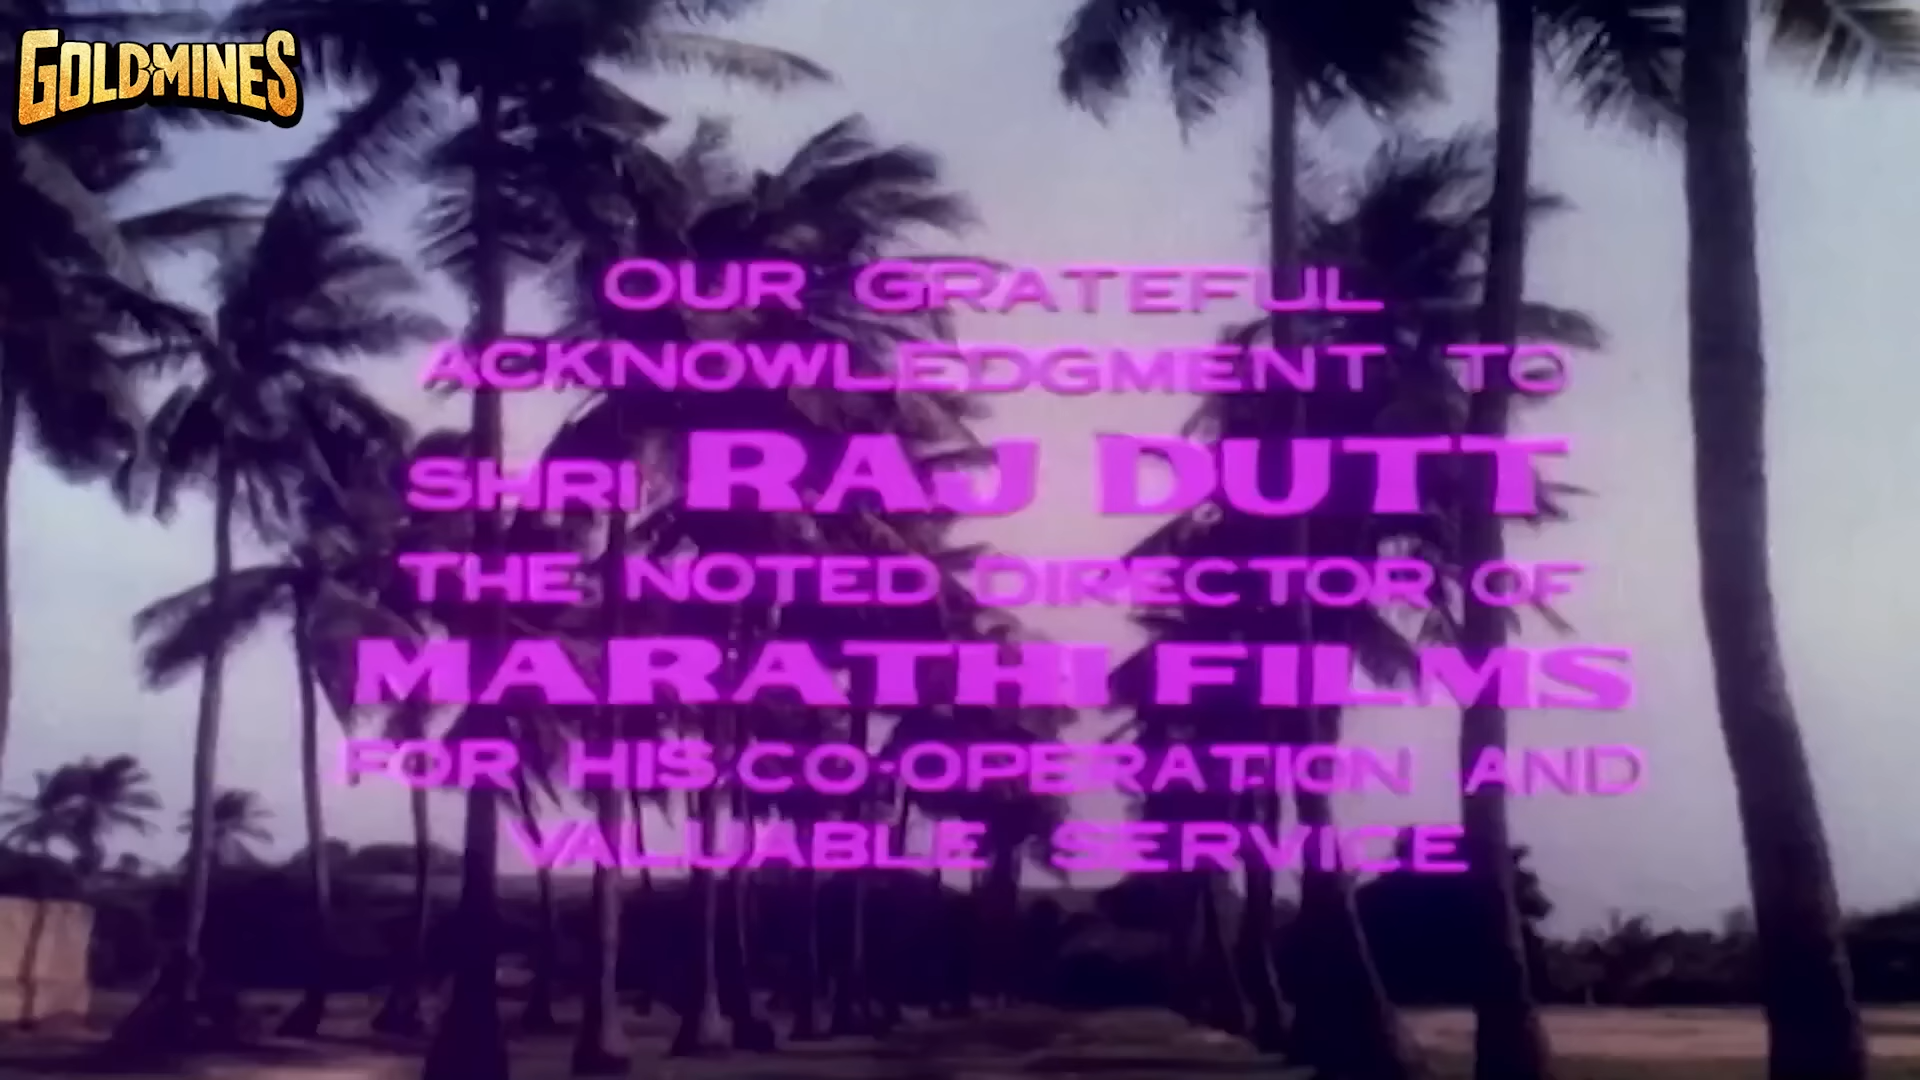 GOLDMINES
OUR GRATEFUL
ACKNOWLEDGMENT TO
SHRI RAJ DUTT
THE NOTED DIRECTOR OF
MARATHI FILMS
FOR HIS CO-OPERATION AND
VALUABLE SERVICE